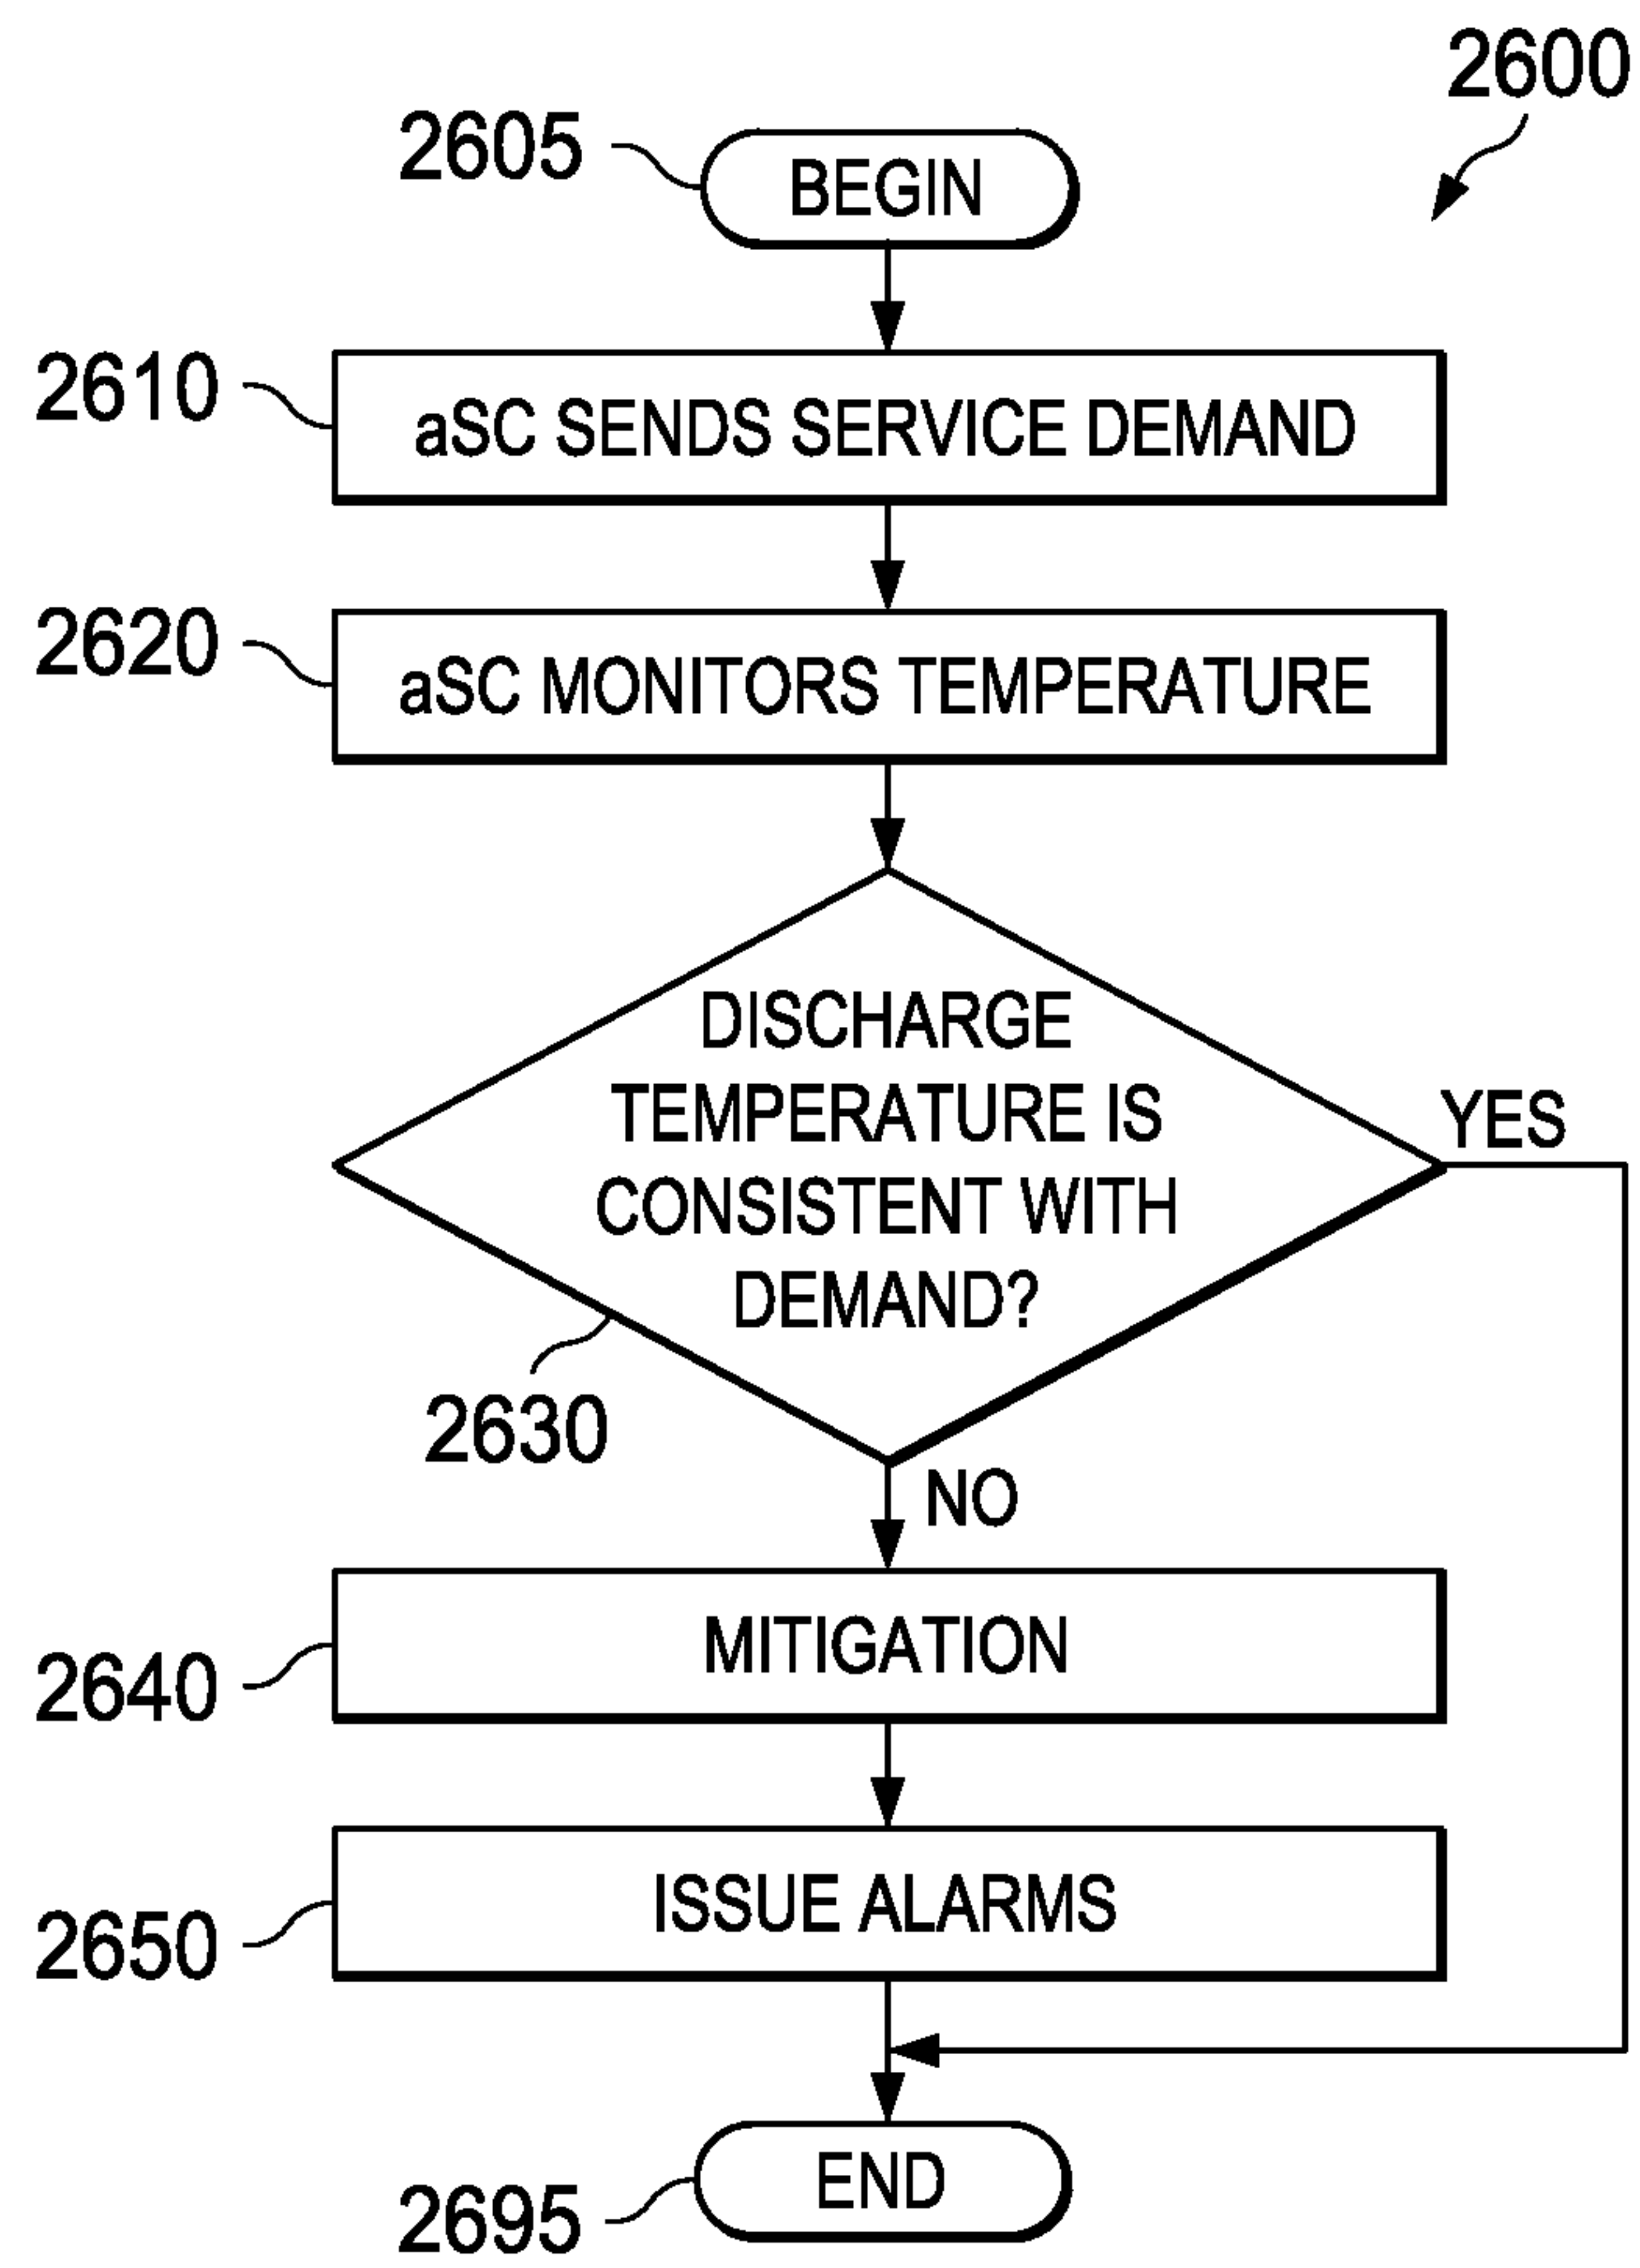 2600
2605
BEGIN
2610
aSC SENDS SERVICE DEMAND
2620
aSC MONITORS TEMPERATURE
DISCHARGE
TEMPERATURE IS
CONSISTENT WITH
DEMAND?
YES
2630
NO
2640
MITIGATION
2650
ISSUE ALARMS
2695
END